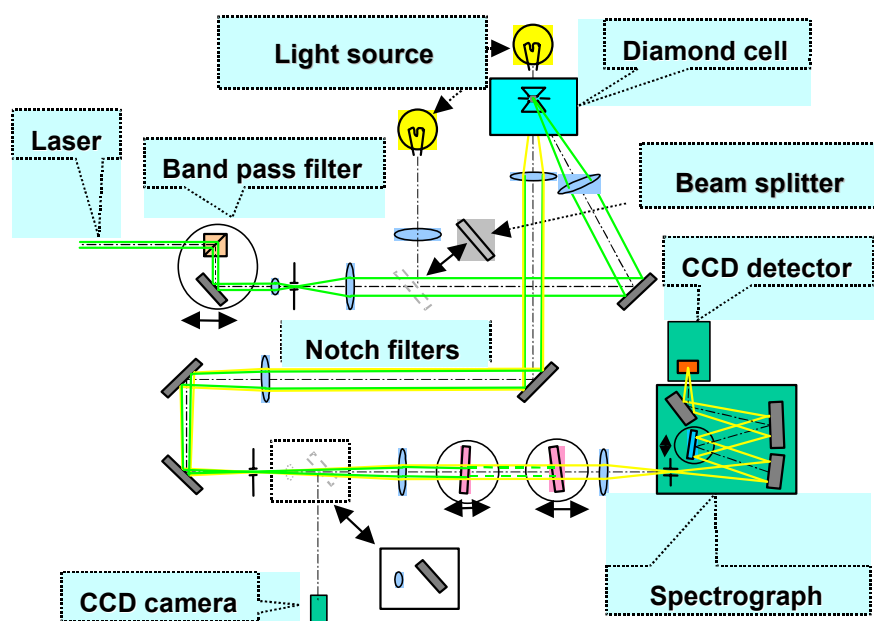 Light source
Diamond cell
Laser
Band pass filter
Beam splitter
CCD detector
Notch filters
CCD camera
Spectrograph